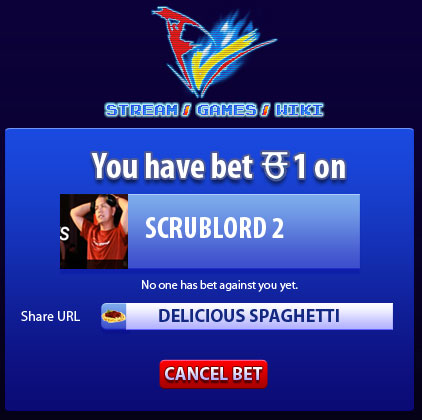 STREAM / GAMES / WIKI
You have bet ਓ 1 on
S
SCRUBLORD 2
No one has bet against you yet.
Share URL
DELICIOUS SPAGHETTI
CANCEL BET